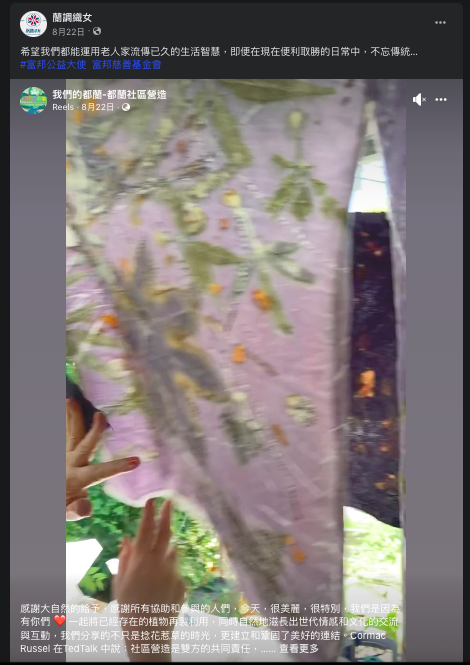 蘭調織女
8月22日 ·
希望我們都能運用老人家流傳已久的生活智慧，即便在現在便利取勝的日常中，不忘傳統...
#富邦公益大使 富邦慈善基金會
我們的都蘭-都蘭社區營造
Reels · 8月22日 ·
感謝大自然的給予，感謝所有協助和參與的人們，今天，很美麗，很特別，我們是因為
有你們 ❤️ 一起將已經存在的植物再製利用，同時自然地滋長出世代情感和文化的交流
與互動，我們分享的不只是捻花惹草的時光，更建立和鞏固了美好的連結。Cormac
Russel 在TedTalk 中說：社區營造是雙方的共同責任，...... 查看更多